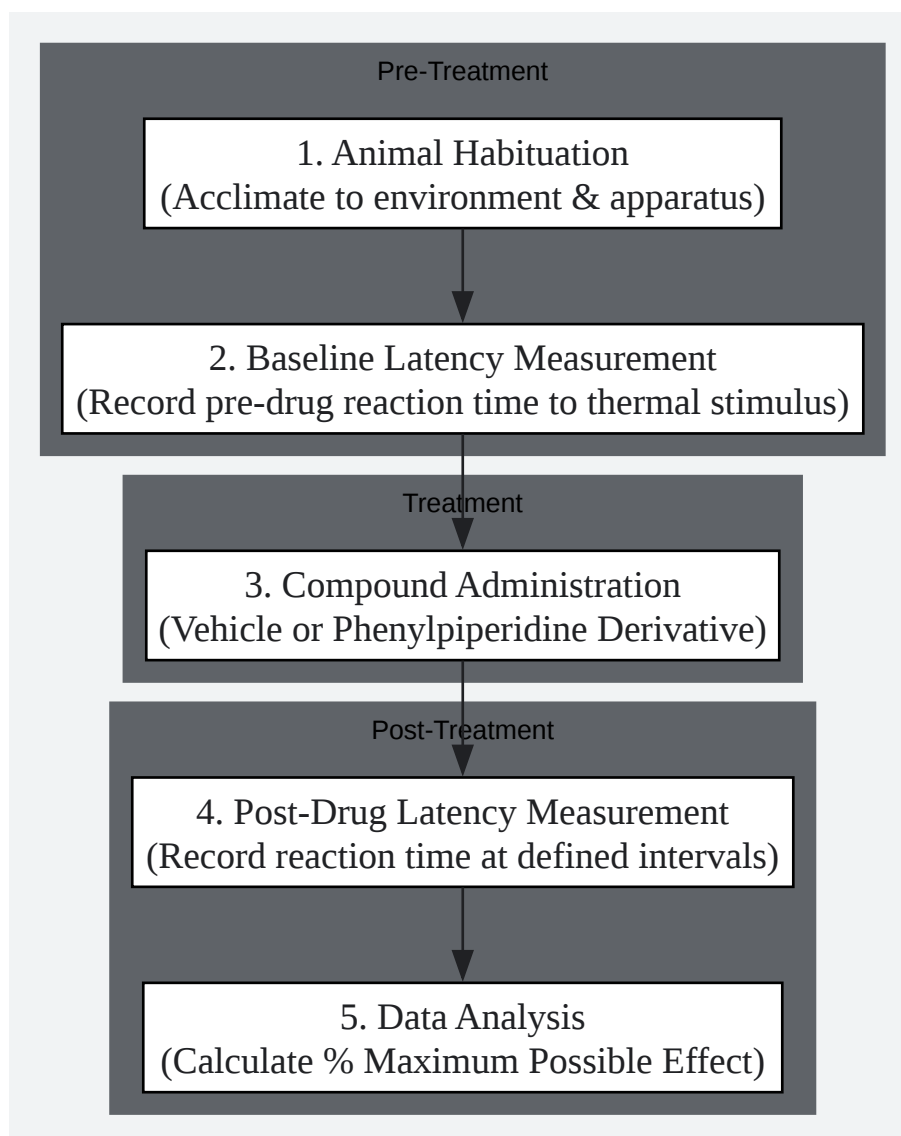 Pre-Treatment
1. Animal Habituation
(Acclimate to environment & apparatus)
2. Baseline Latency Measurement
(Record pre-drug reaction time to thermal stimulus)
Treatment
3. Compound Administration
(Vehicle or Phenylpiperidine Derivative)
Post-Treatment
4. Post-Drug Latency Measurement
(Record reaction time at defined intervals)
5. Data Analysis
(Calculate % Maximum Possible Effect)